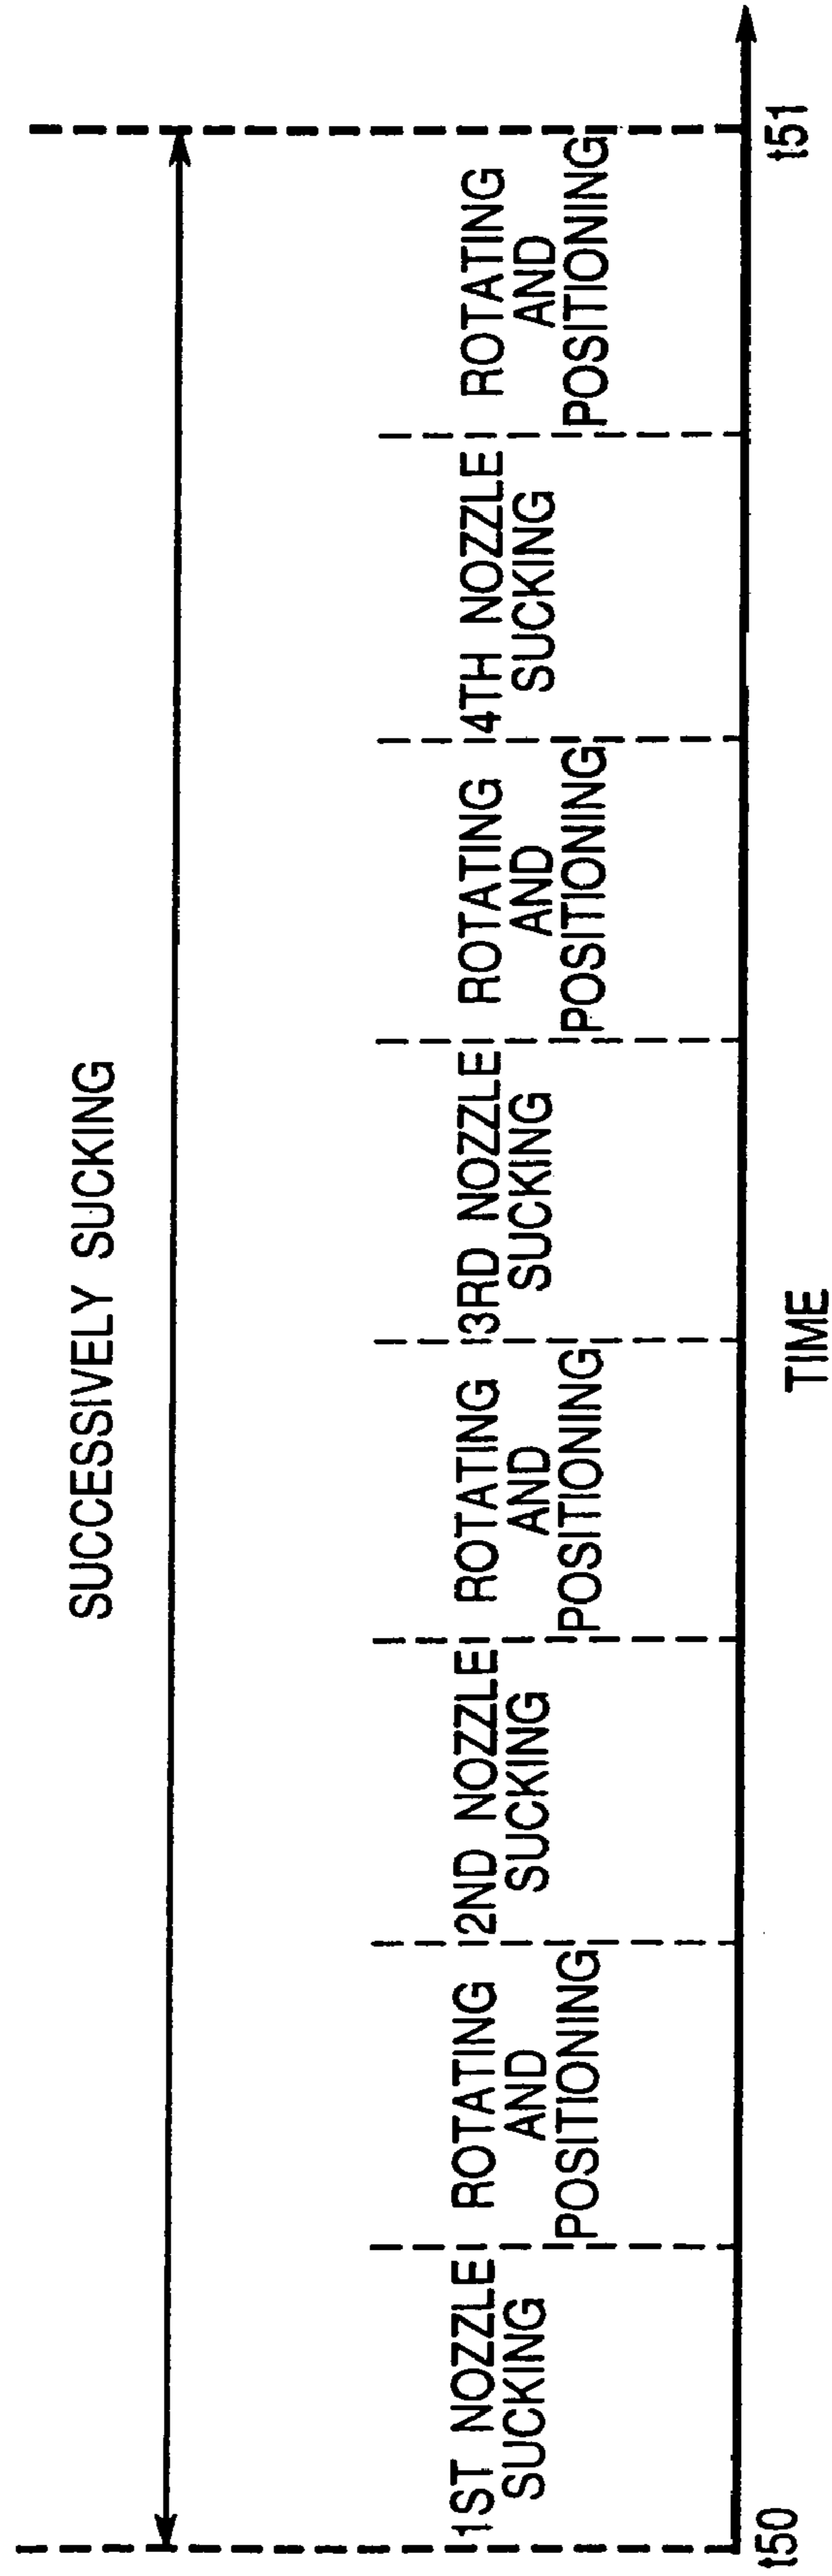 SUCCESSIVELY SUCKING
1ST NOZZLE
SUCKING
ROTATING
AND
POSITIONING
2ND NOZZLE
SUCKING
ROTATING
AND
POSITIONING
3RD NOZZLE
SUCKING
ROTATING
AND
POSITIONING
4TH NOZZLE
SUCKING
ROTATING
AND
POSITIONING
t50
TIME
t51